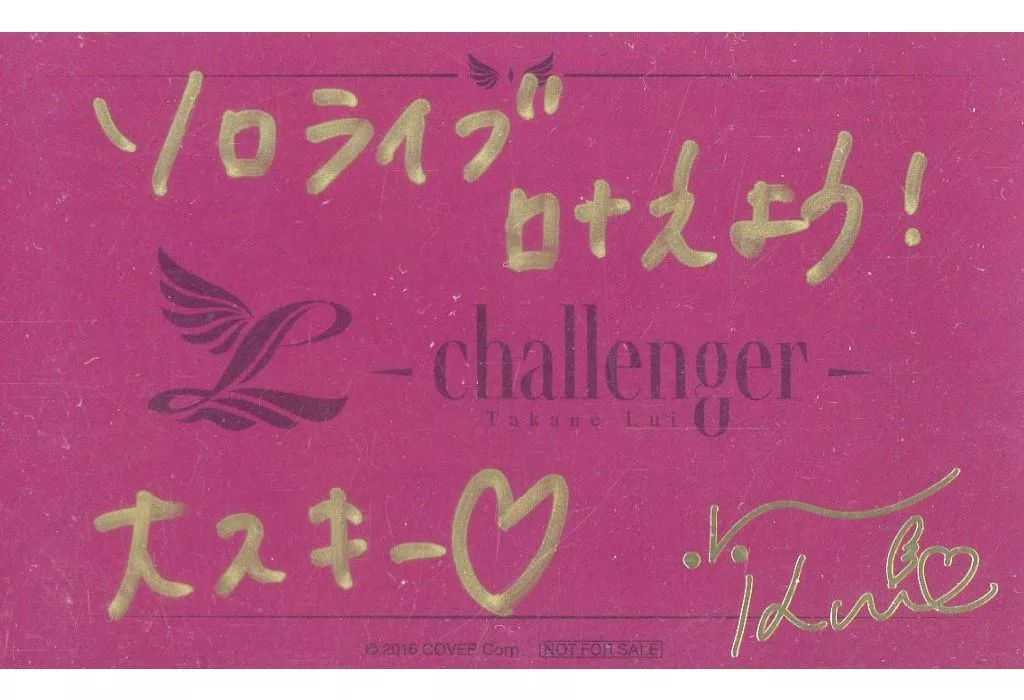 ソロライブ
叶えよう！
L - challenger -
Takane Lui
大スキー♡
© 2016 COVER Corp. NOT FOR SALE